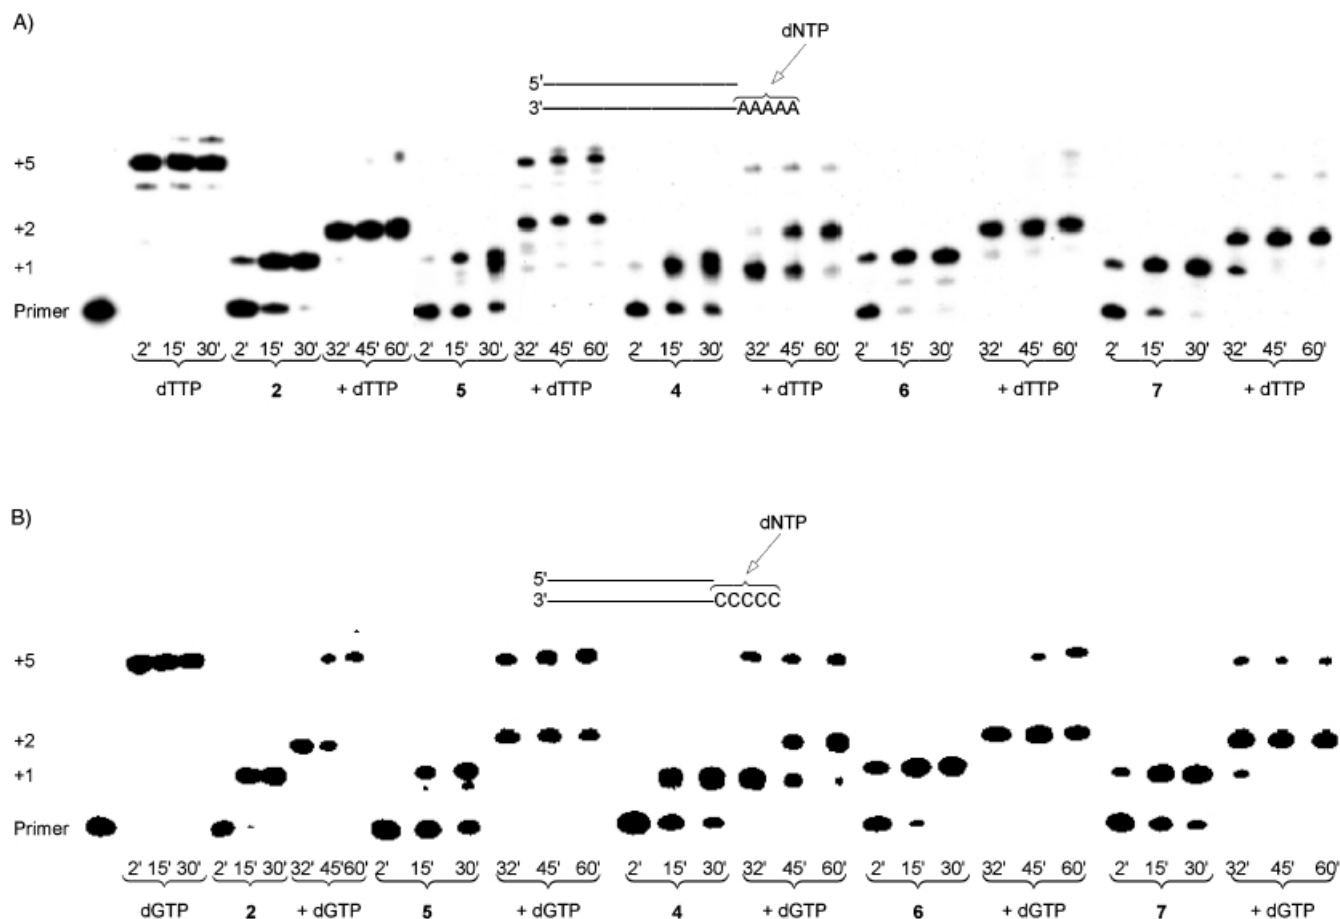 A)
dNTP
5'
3' AAAAA
+5
+2
+1
Primer
2' 15' 30' 2' 15' 30' 32' 45' 60' 2' 15' 30' 32' 45' 60' 2' 15' 30' 32' 45' 60' 2' 15' 30' 32' 45' 60' 2' 15' 30' 32' 45' 60'
dTTP 2 + dTTP 5 + dTTP 4 + dTTP 6 + dTTP 7 + dTTP
B)
dNTP
5'
3' CCCCC
+5
+2
+1
Primer
2' 15' 30' 2' 15' 30' 32' 45' 60' 2' 15' 30' 32' 45' 60' 2' 15' 30' 32' 45' 60' 2' 15' 30' 32' 45' 60' 2' 15' 30' 32' 45' 60'
dGTP 2 + dGTP 5 + dGTP 4 + dGTP 6 + dGTP 7 + dGTP